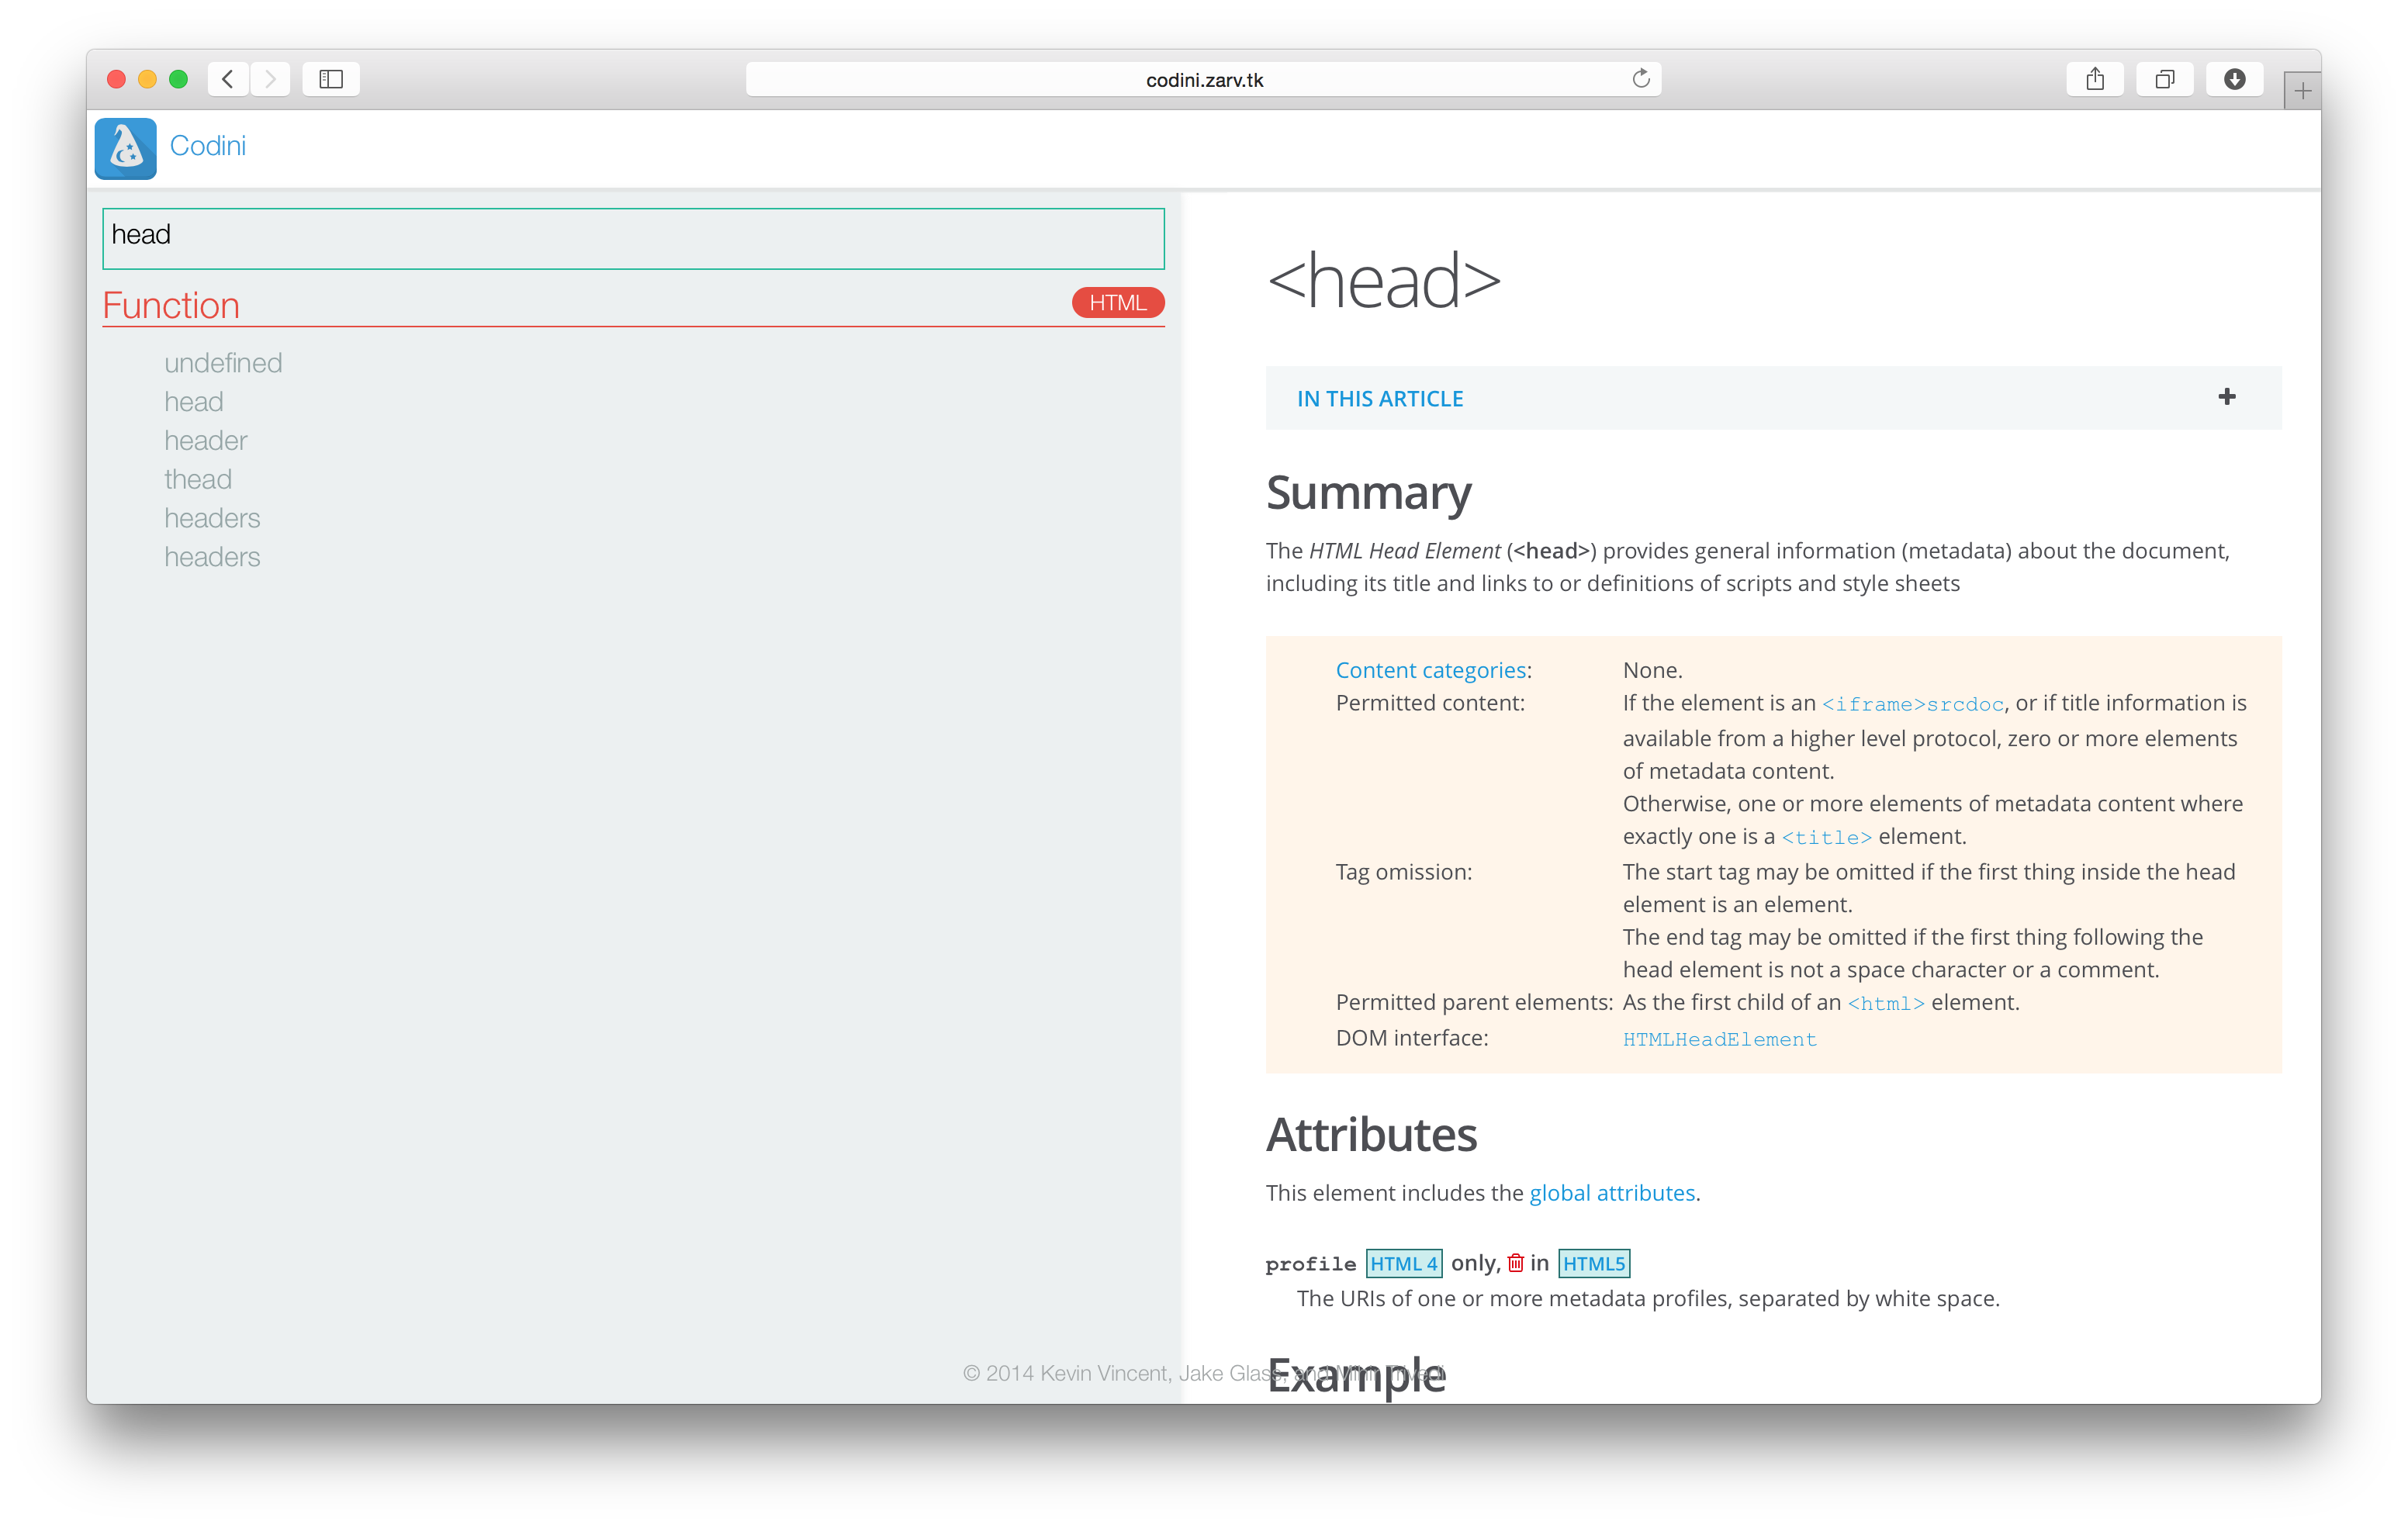 codini.zarv.tk
Codini
head
Function
HTML
undefined
head
header
thead
headers
headers
<head>
IN THIS ARTICLE
Summary
The HTML Head Element (<head>) provides general information (metadata) about the document,
including its title and links to or definitions of scripts and style sheets
Content categories: None.
Permitted content: If the element is an <iframe>srcdoc, or if title information is
available from a higher level protocol, zero or more elements
of metadata content.
Otherwise, one or more elements of metadata content where
exactly one is a <title> element.
Tag omission: The start tag may be omitted if the first thing inside the head
element is an element.
The end tag may be omitted if the first thing following the
head element is not a space character or a comment.
Permitted parent elements: As the first child of an <html> element.
DOM interface: HTMLHeadElement
Attributes
This element includes the global attributes.
profile HTML 4 only, in HTML5
The URIs of one or more metadata profiles, separated by white space.
Example
© 2014 Kevin Vincent, Jake Glass, and Mihir Trivedi